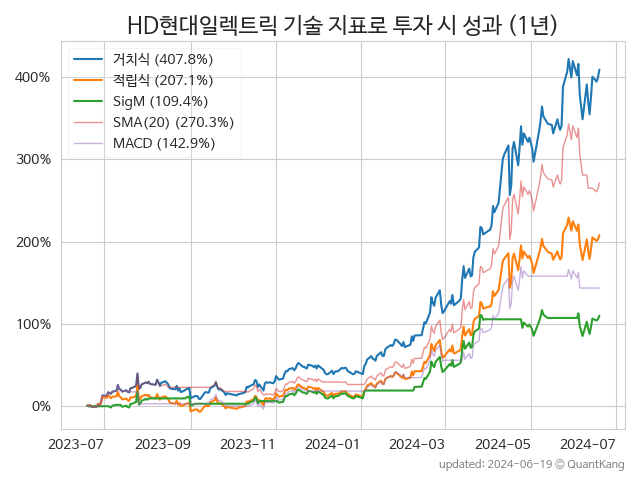 HD현대일렉트릭 기술 지표로 투자 시 성과 (1년)
거치식 (407.8%)
적립식 (207.1%)
SigM (109.4%)
SMA(20) (270.3%)
MACD (142.9%)
400%
300%
200%
100%
0%
2023-07 2023-09 2023-11 2024-01 2024-03 2024-05 2024-07
updated: 2024-06-19 ⓒ QuantKang